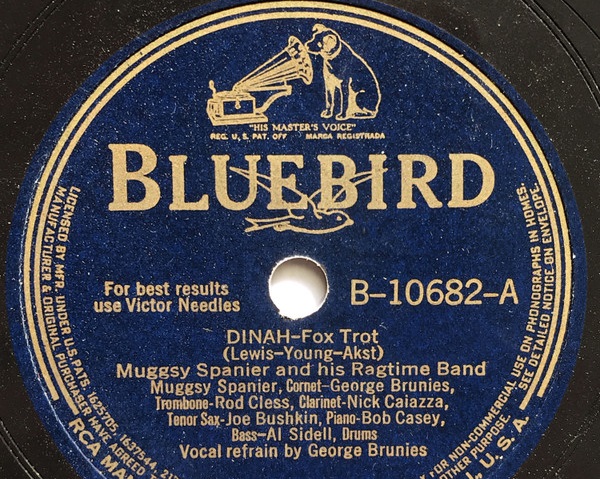 "HIS MASTER'S VOICE"
REG. U. S. PAT. OFF. MARCA REGISTRADA
BLUEBIRD
For best results
use Victor Needles
B-10682-A
DINAH-Fox Trot
(Lewis-Young-Akst)
Muggsy Spanier and his Ragtime Band
Muggsy Spanier, Cornet-George Brunies,
Trombone-Rod Cless, Clarinet-Nick Caiazza,
Tenor Sax-Joe Bushkin, Piano-Bob Casey,
Bass-Al Sidell, Drums
Vocal refrain by George Brunies
LICENSED BY MFR. UNDER U.S. PATS. 1625705, 1637544,
MANUFACTURER & ORIGINAL PURCHASER HAVE AGREED
RCA MAN
FOR NON-COMMERCIAL USE ON PHONOGRAPHS IN HOMES.
OTHER PURPOSE. SEE DETAILED NOTICE ON ENVELOPE.
U. S. A.